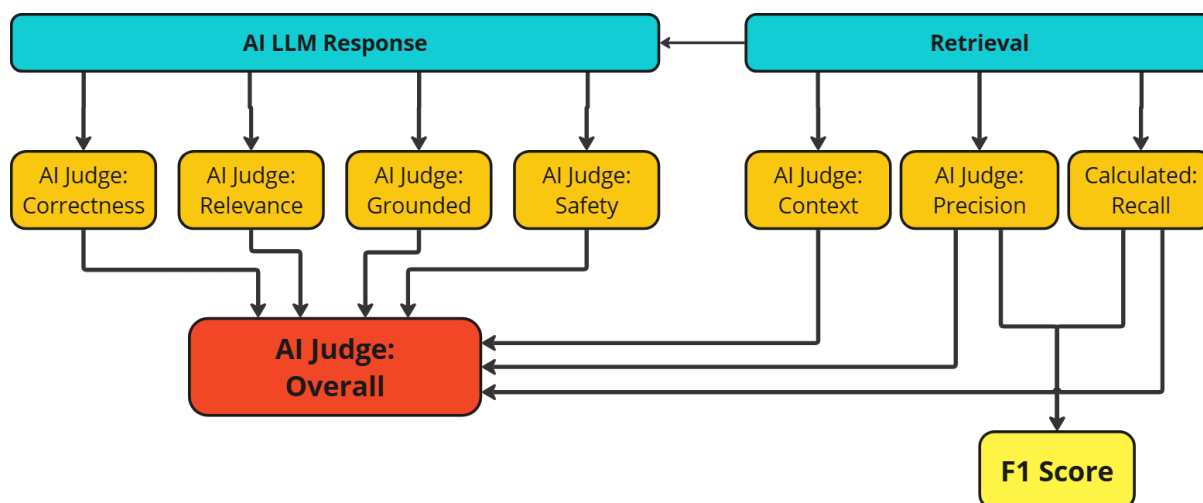 AI LLM Response
Retrieval
AI Judge:
Correctness
AI Judge:
Relevance
AI Judge:
Grounded
AI Judge:
Safety
AI Judge:
Context
AI Judge:
Precision
Calculated:
Recall
AI Judge:
Overall
F1 Score